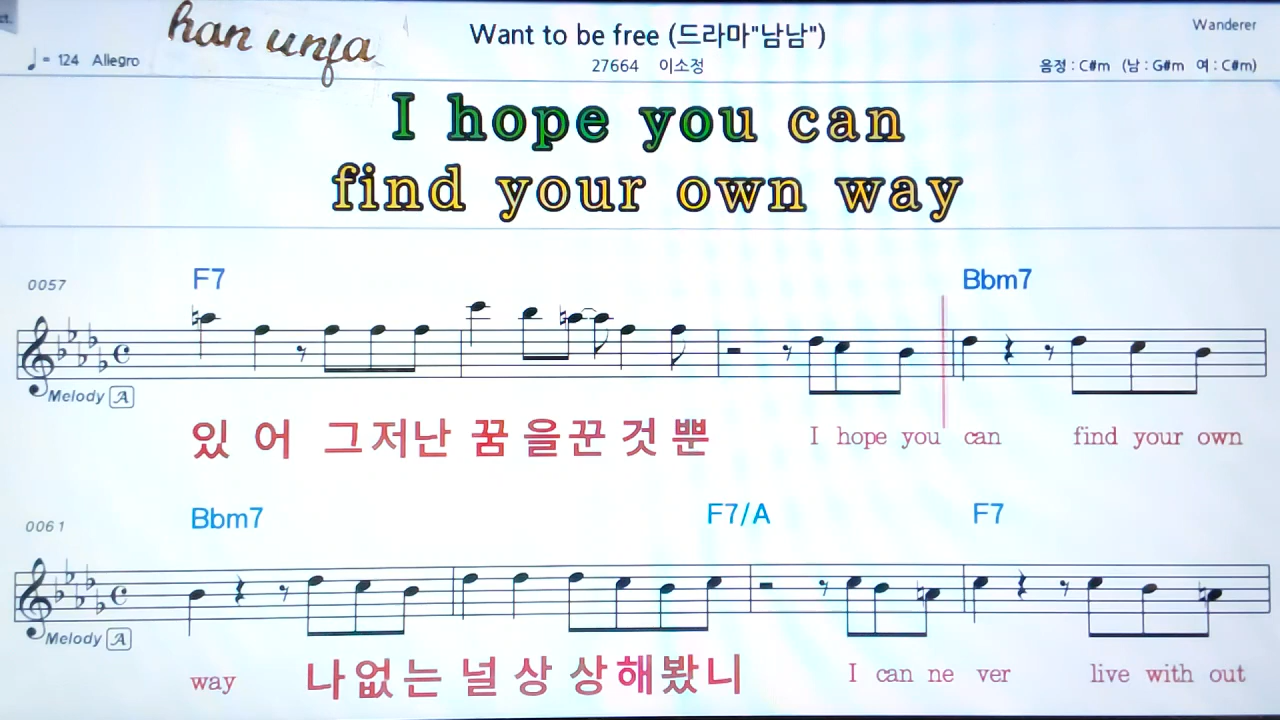 ct.
han unja
Want to be free (드라마"남남")
Wanderer
♩= 124 Allegro
27664 이소정
음정 : C#m (남 : G#m 여 : C#m)
I hope you can
find your own way
0057
F7 Bbm7
Melody A
있 어 그저난 꿈 을꾼 것 뿐 I hope you can find your own
0061
Bbm7 F7/A F7
Melody A
way 나없는 널 상 상해봤니 I can ne ver live with out